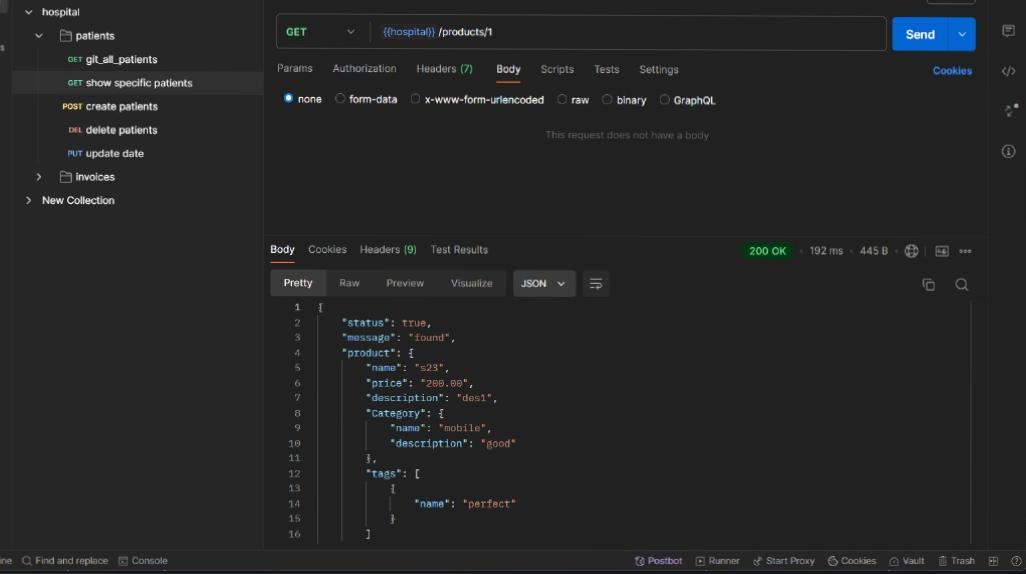 hospital
patients
GET git_all_patients
GET show specific patients
POST create patients
DEL delete patients
PUT update date
invoices
New Collection
GET {{hospital}} /products/1 Send
Params Authorization Headers (7) Body Scripts Tests Settings Cookies
none form-data x-www-form-urlencoded raw binary GraphQL
This request does not have a body
Body Cookies Headers (9) Test Results 200 OK 192 ms 445 B
Pretty Raw Preview Visualize JSON
1 {
2 "status": true,
3 "message": "found",
4 "product": {
5 "name": "s23",
6 "price": "200.00",
7 "description": "des1",
8 "Category": {
9 "name": "mobile",
10 "description": "good"
11 },
12 "tags": [
13 {
14 "name": "perfect"
15 }
16 ]
ine Find and replace Console Postbot Runner Start Proxy Cookies Vault Trash